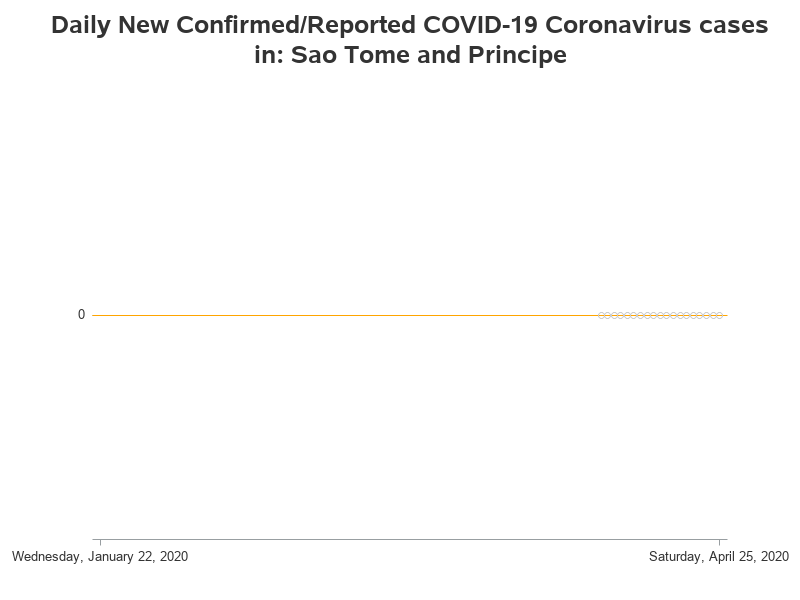 Daily New Confirmed/Reported COVID-19 Coronavirus cases
in: Sao Tome and Principe
0
Wednesday, January 22, 2020
Saturday, April 25, 2020